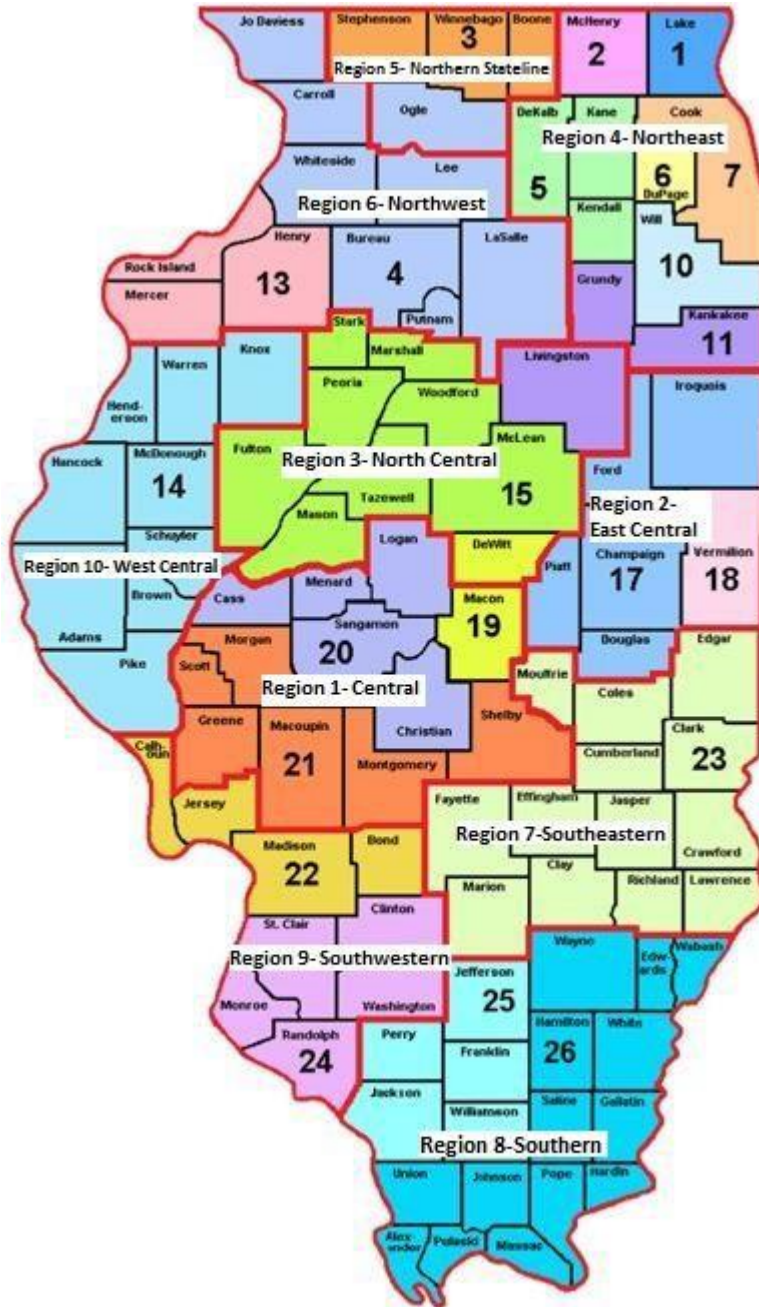 Jo Daviess
Stephenson
Winnebago
Boone
McHenry
Lake
3
2
1
Region 5- Northern Stateline
Carroll
Ogle
DeKalb
Kane
Cook
Region 4- Northeast
Whiteside
Lee
5
6
7
DuPage
Region 6- Northwest
Kendall
Will
Henry
Bureau
LaSalle
Rock Island
13
4
10
Mercer
Grundy
Putnam
Kankakee
11
Stark
Knox
Marshall
Warren
Livingston
Peoria
Woodford
Iroquois
Hend-
erson
McLean
Hancock
McDonough
Fulton
Region 3- North Central
Ford
14
Tazewell
15
Region 2-
East Central
Mason
Schuyler
Logan
DeWitt
Champaign
Vermilion
Region 10- West Central
Menard
Piatt
17
18
Brown
Cass
Macon
Sangamon
19
Adams
Morgan
20
Douglas
Edgar
Pike
Scott
Moultrie
Region 1- Central
Coles
Greene
Macoupin
Christian
Shelby
Clark
Calh-
oun
21
Cumberland
23
Montgomery
Jersey
Fayette
Effingham
Jasper
Region 7-Southeastern
Madison
Bond
Crawford
22
Clay
Marion
Richland
Lawrence
Clinton
St. Clair
Wayno
Wabash
Region 9- Southwestern
Edw-
ards
Jefferson
Monroe
Washington
25
Randolph
Perry
Hamilton
White
24
Franklin
26
Jackson
Williamson
Saline
Gallatin
Region 8-Southern
Union
Johnson
Pope
Hardin
Alex-
ander
Pulaski
Massac